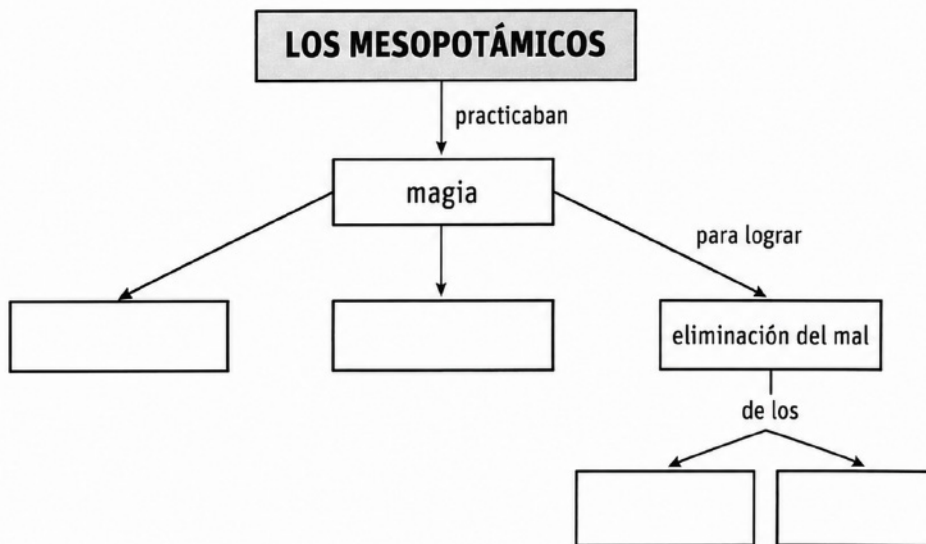 LOS MESOPOTÁMICOS
practicaban
magia
para lograr
eliminación del mal
de los